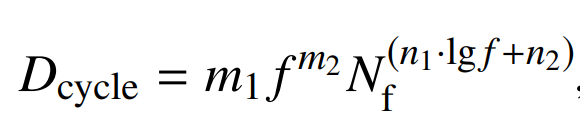 D_cycle = m_1 f^{m_2} N_f^{(n_1·lg f+n_2)},